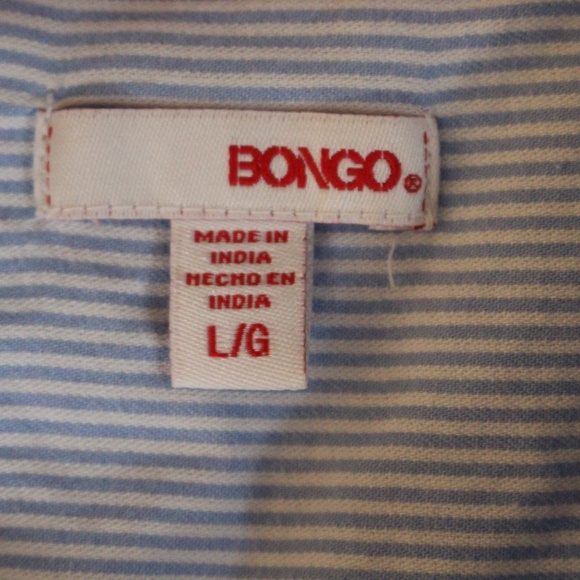 BONGO®
MADE IN
INDIA
HECHO EN
INDIA
L/G